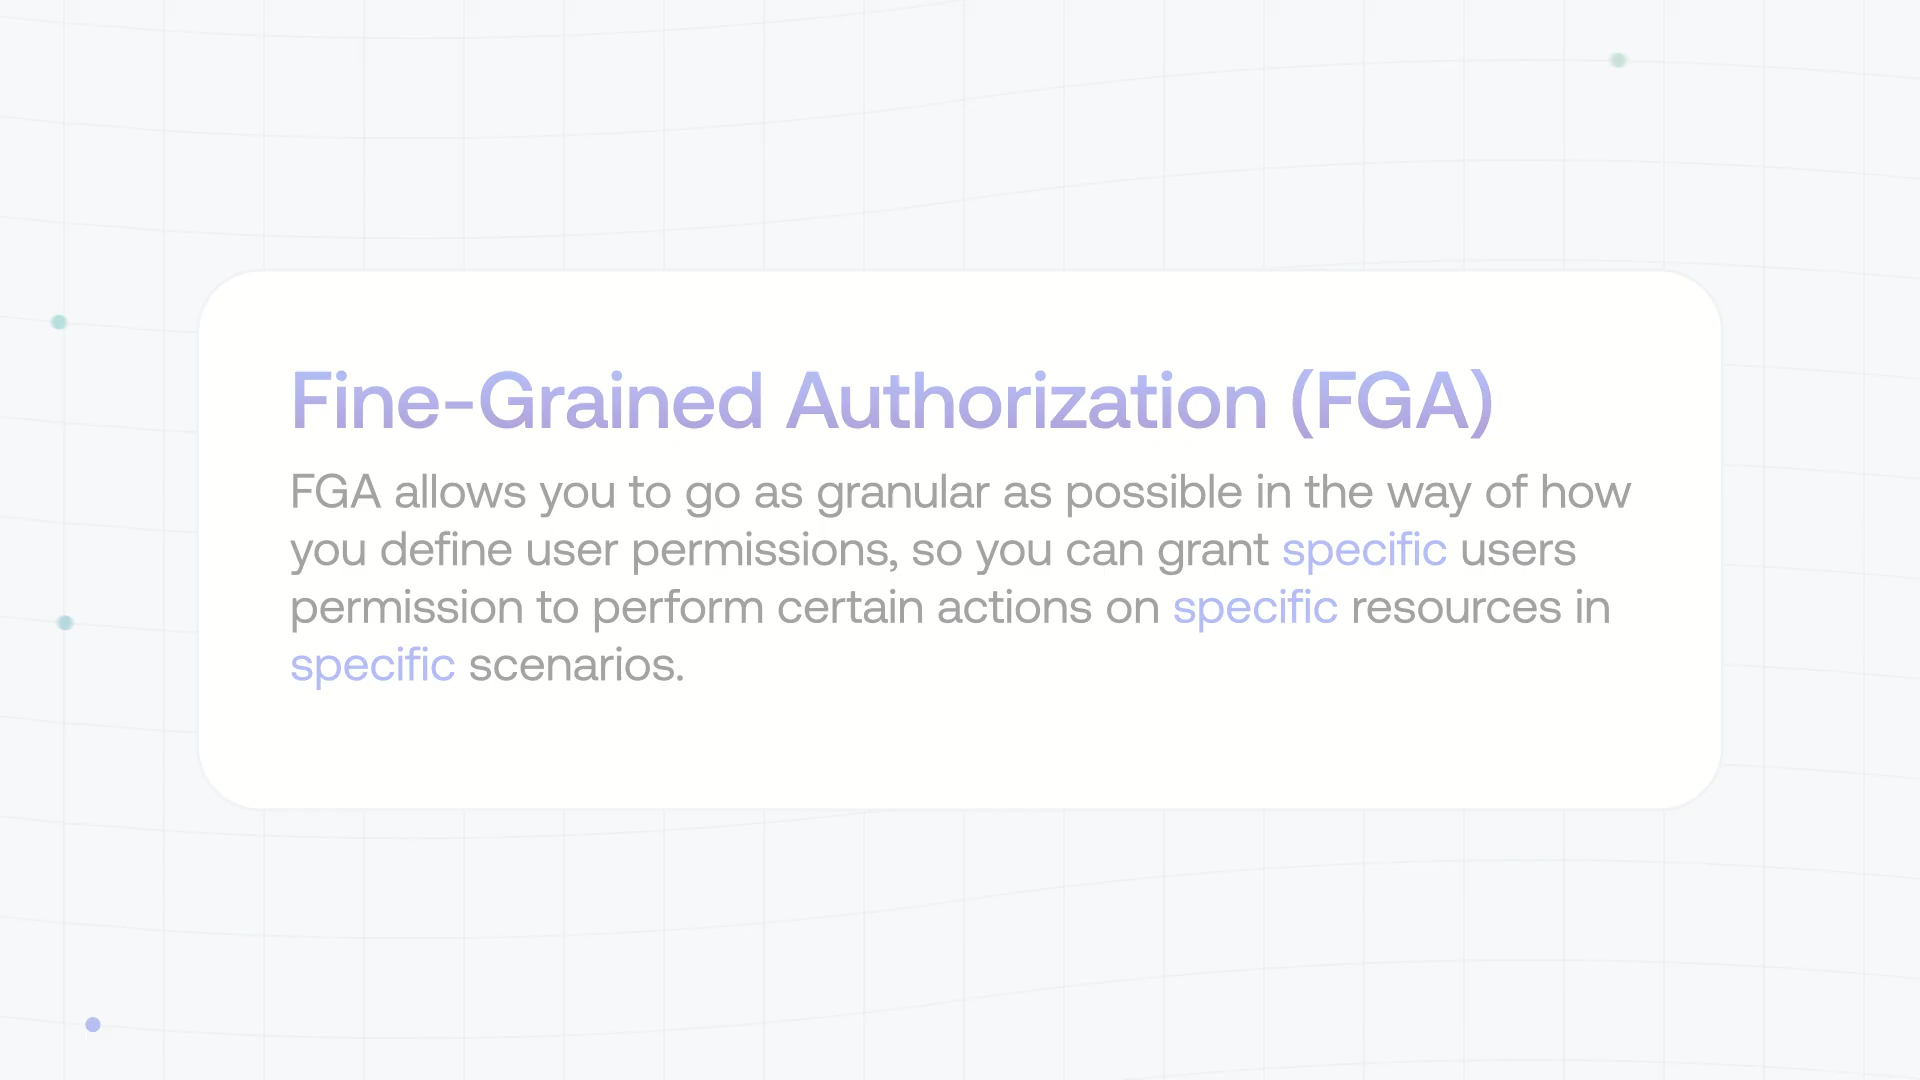 Fine-Grained Authorization (FGA)
FGA allows you to go as granular as possible in the way of how
you define user permissions, so you can grant specific users
permission to perform certain actions on specific resources in
specific scenarios.